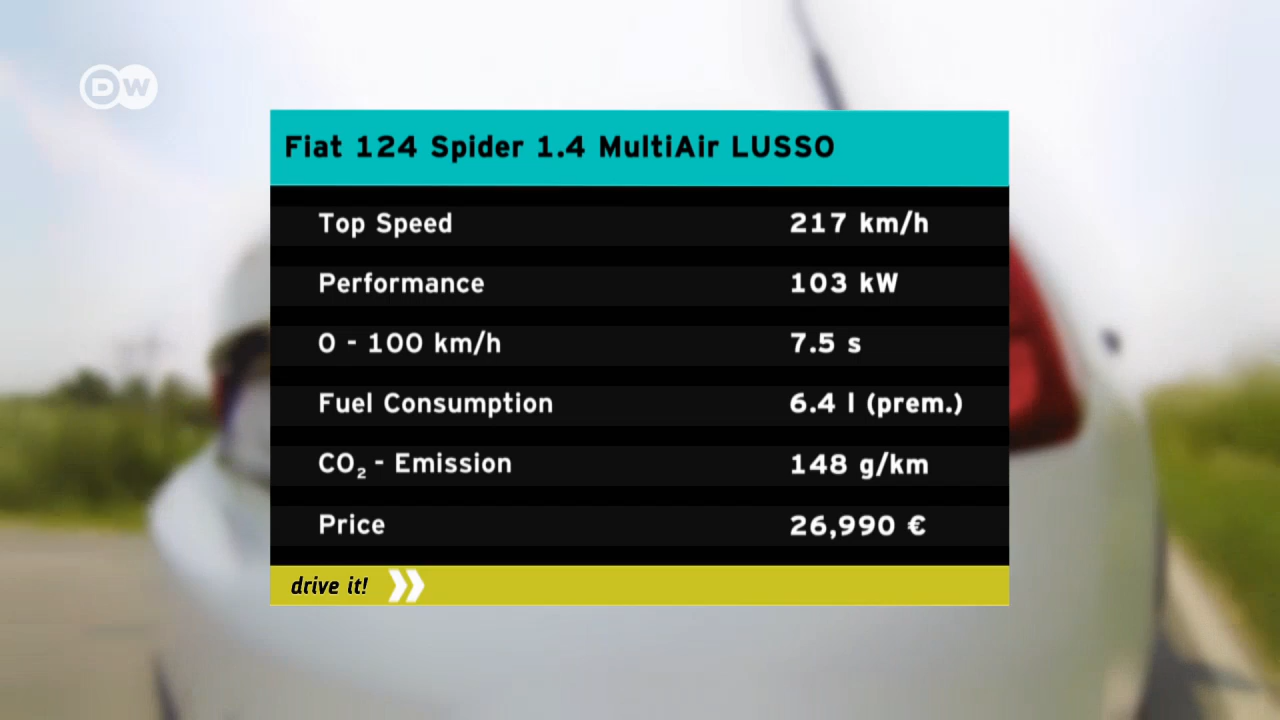 DW
Fiat 124 Spider 1.4 MultiAir LUSSO
Top Speed 217 km/h
Performance 103 kW
0 - 100 km/h 7.5 s
Fuel Consumption 6.4 l (prem.)
CO₂ - Emission 148 g/km
Price 26,990 €
drive it!